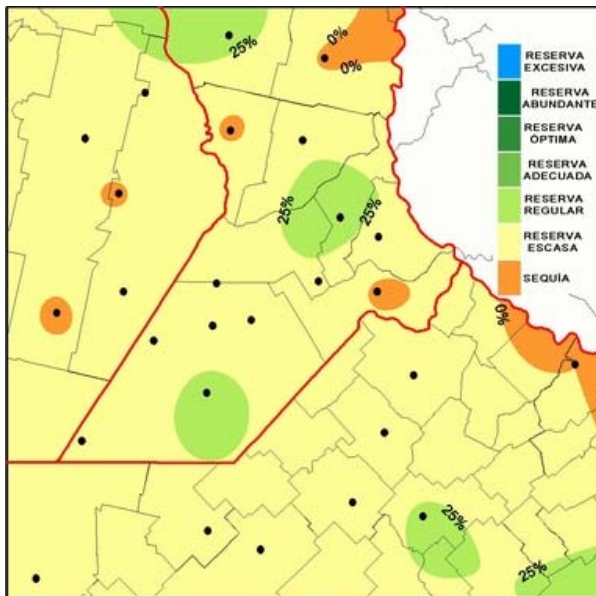 25%
0%
0%
RESERVA
EXCESIVA
RESERVA
ABUNDANTE
RESERVA
ÓPTIMA
RESERVA
ADECUADA
RESERVA
REGULAR
RESERVA
ESCASA
SEQUÍA
25%
25%
0%
25%
25%